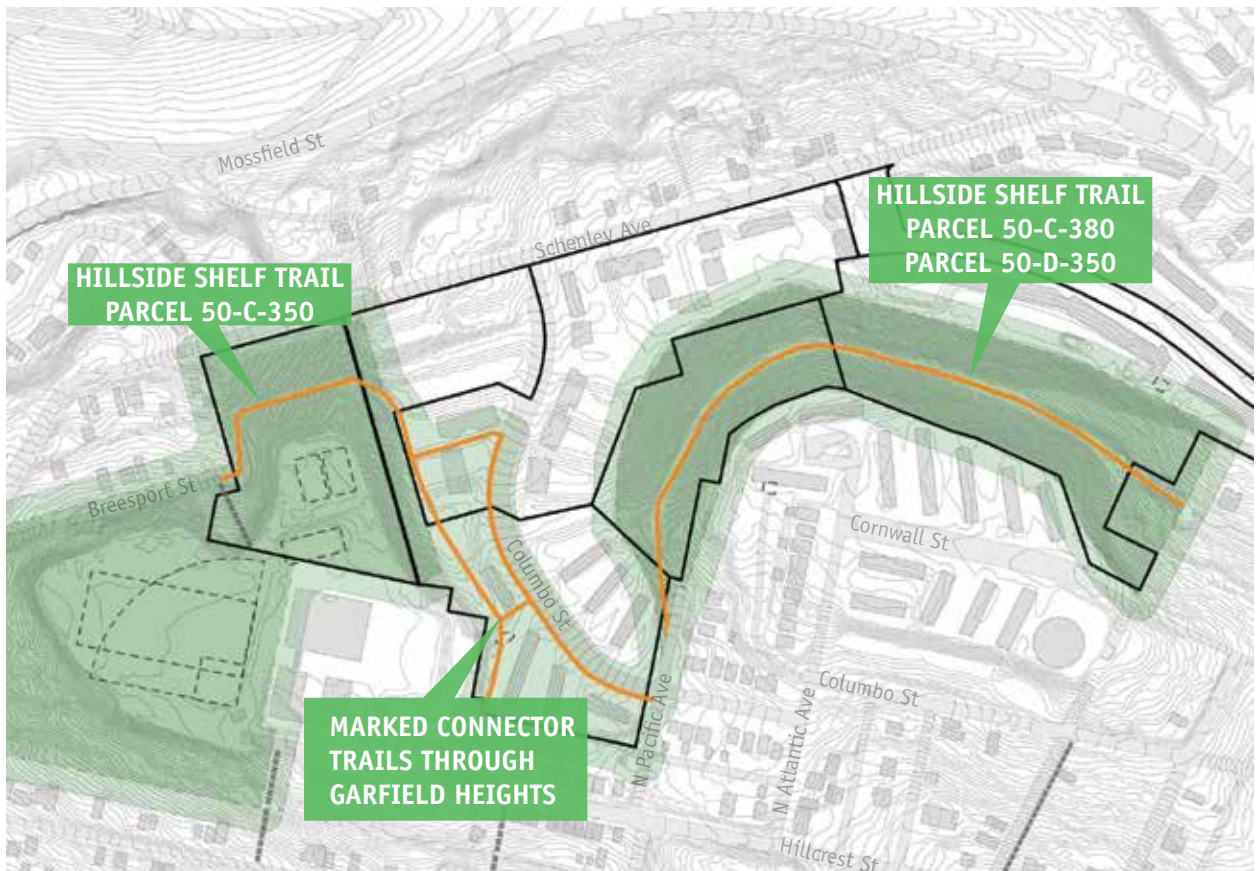 Mossfield St
HILLSIDE SHELF TRAIL
PARCEL 50-C-380
PARCEL 50-D-350
Schenley Ave
HILLSIDE SHELF TRAIL
PARCEL 50-C-350
Breesport St
Cornwall St
Columbo St
Columbo St
MARKED CONNECTOR
TRAILS THROUGH
GARFIELD HEIGHTS
N Pacific Ave
N Atlantic Ave
Hillcrest St